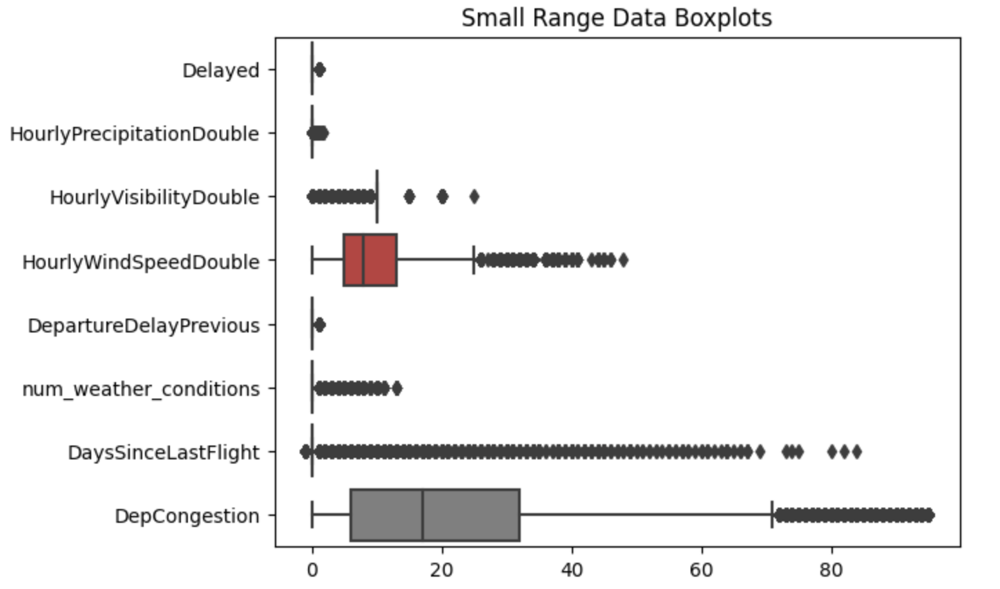 Small Range Data Boxplots
Delayed
HourlyPrecipitationDouble
HourlyVisibilityDouble
HourlyWindSpeedDouble
DepartureDelayPrevious
num_weather_conditions
DaysSinceLastFlight
DepCongestion
0 20 40 60 80